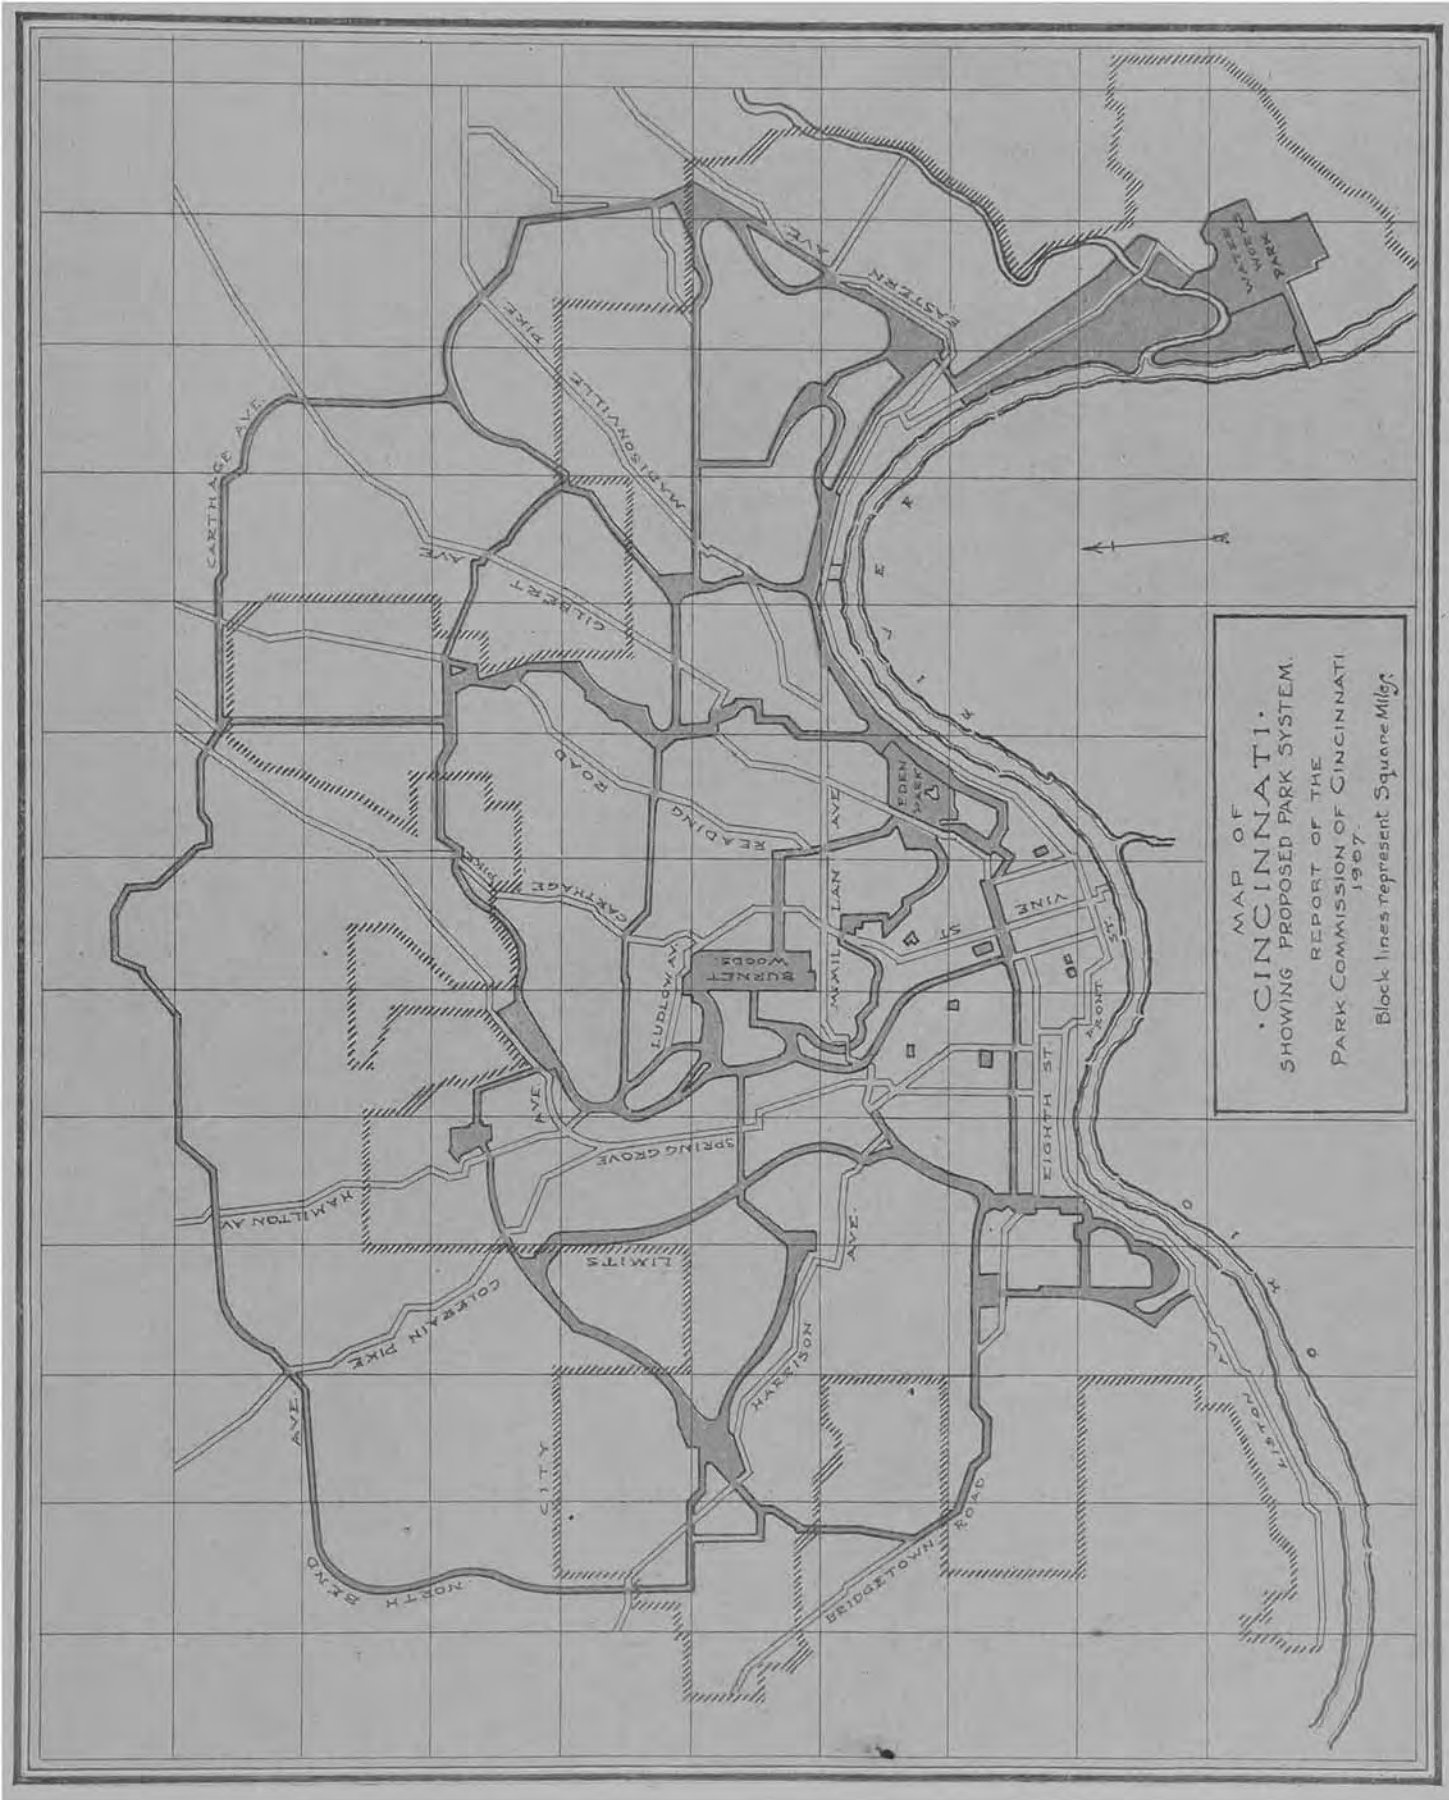 MAP OF
·CINCINNATI·
SHOWING PROPOSED PARK SYSTEM.
REPORT OF THE
PARK COMMISSION OF CINCINNATI.
1907.
Block lines represent Square Miles.
NORTH
BEND
AVE.
CITY
LIMITS
BRIDGETOWN
ROAD
COLERAIN PIKE
HARRISON
AVE.
HAMILTON AV
SPRING GROVE
AVE.
EIGHTH ST.
FRONT
ST.
VINE
ST
LUDLOW AV.
BURNET
WOODS.
McMILLAN
AVE
CARTHAGE
PIKE
READING
ROAD
EDEN
PARK
GILBERT
AVE
CARTHAGE AVE.
MADISONVILLE
PIKE
EASTERN
AVE.
WATER
WORKS
PARK
OHIO
RIVER